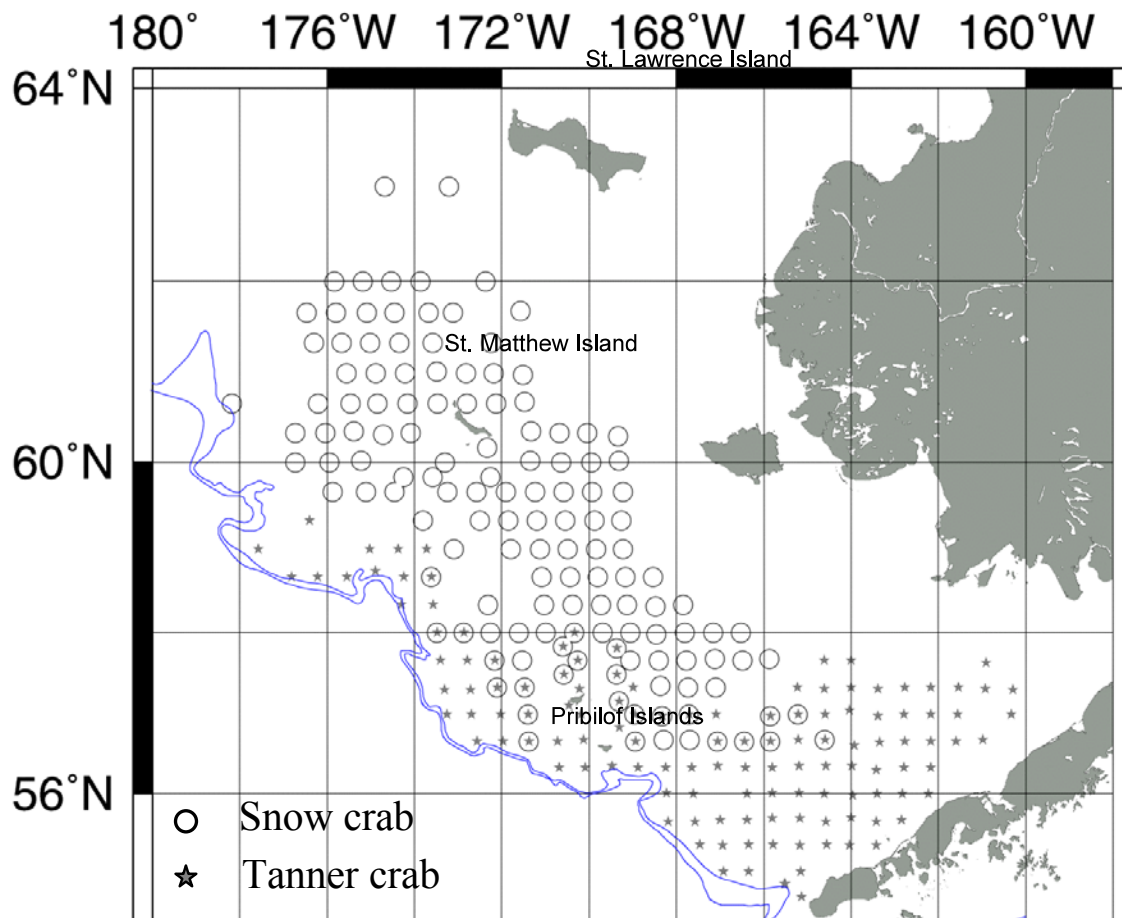 180˚ 176˚W 172˚W 168˚W 164˚W 160˚W
St. Lawrence Island
64˚N
St. Matthew Island
60˚N
Pribilof Islands
56˚N
Snow crab
Tanner crab